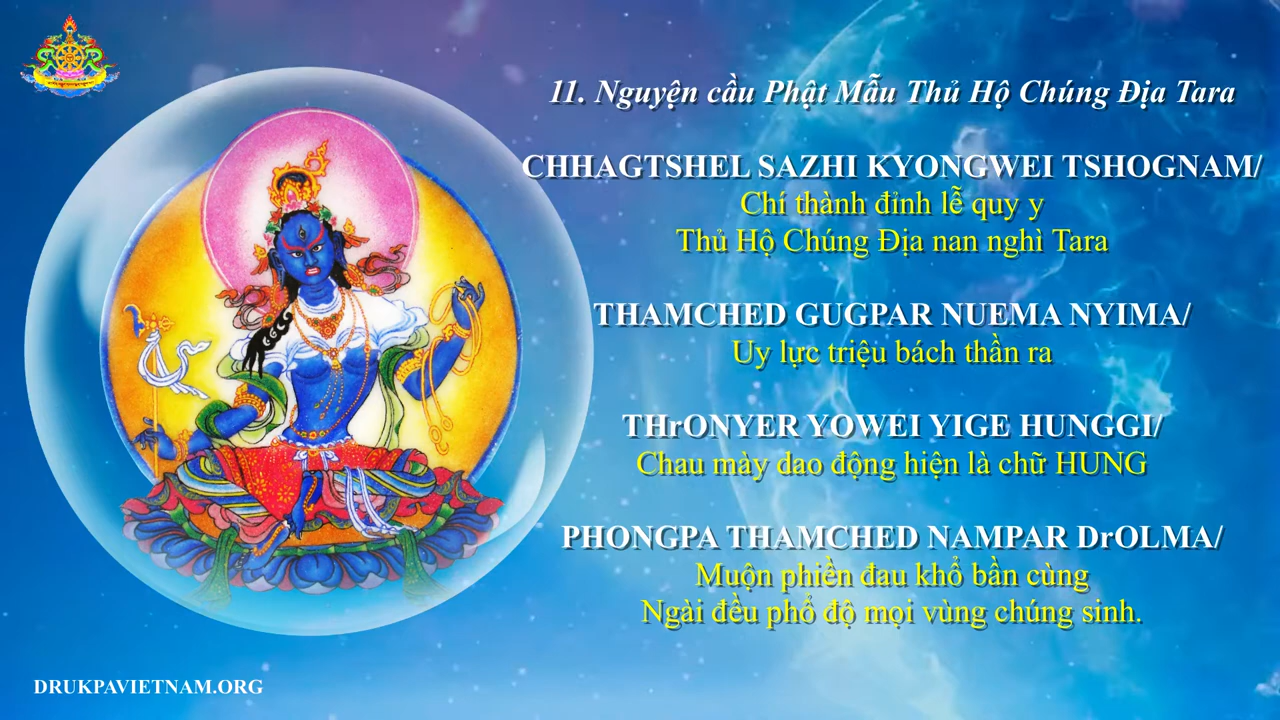 11. Nguyện cầu Phật Mẫu Thủ Hộ Chúng Địa Tara
CHHAGTSHEL SAZHI KYONGWEI TSHOGNAM/
Chí thành đỉnh lễ quy y
Thủ Hộ Chúng Địa nan nghì Tara
THAMCHED GUGPAR NUEMA NYIMA/
Uy lực triệu bách thần ra
THrONYER YOWEI YIGE HUNGGI/
Chau mày dao động hiện là chữ HUNG
PHONGPA THAMCHED NAMPAR DrOLMA/
Muộn phiền đau khổ bần cùng
Ngài đều phổ độ mọi vùng chúng sinh.
DRUKPAVIETNAM.ORG